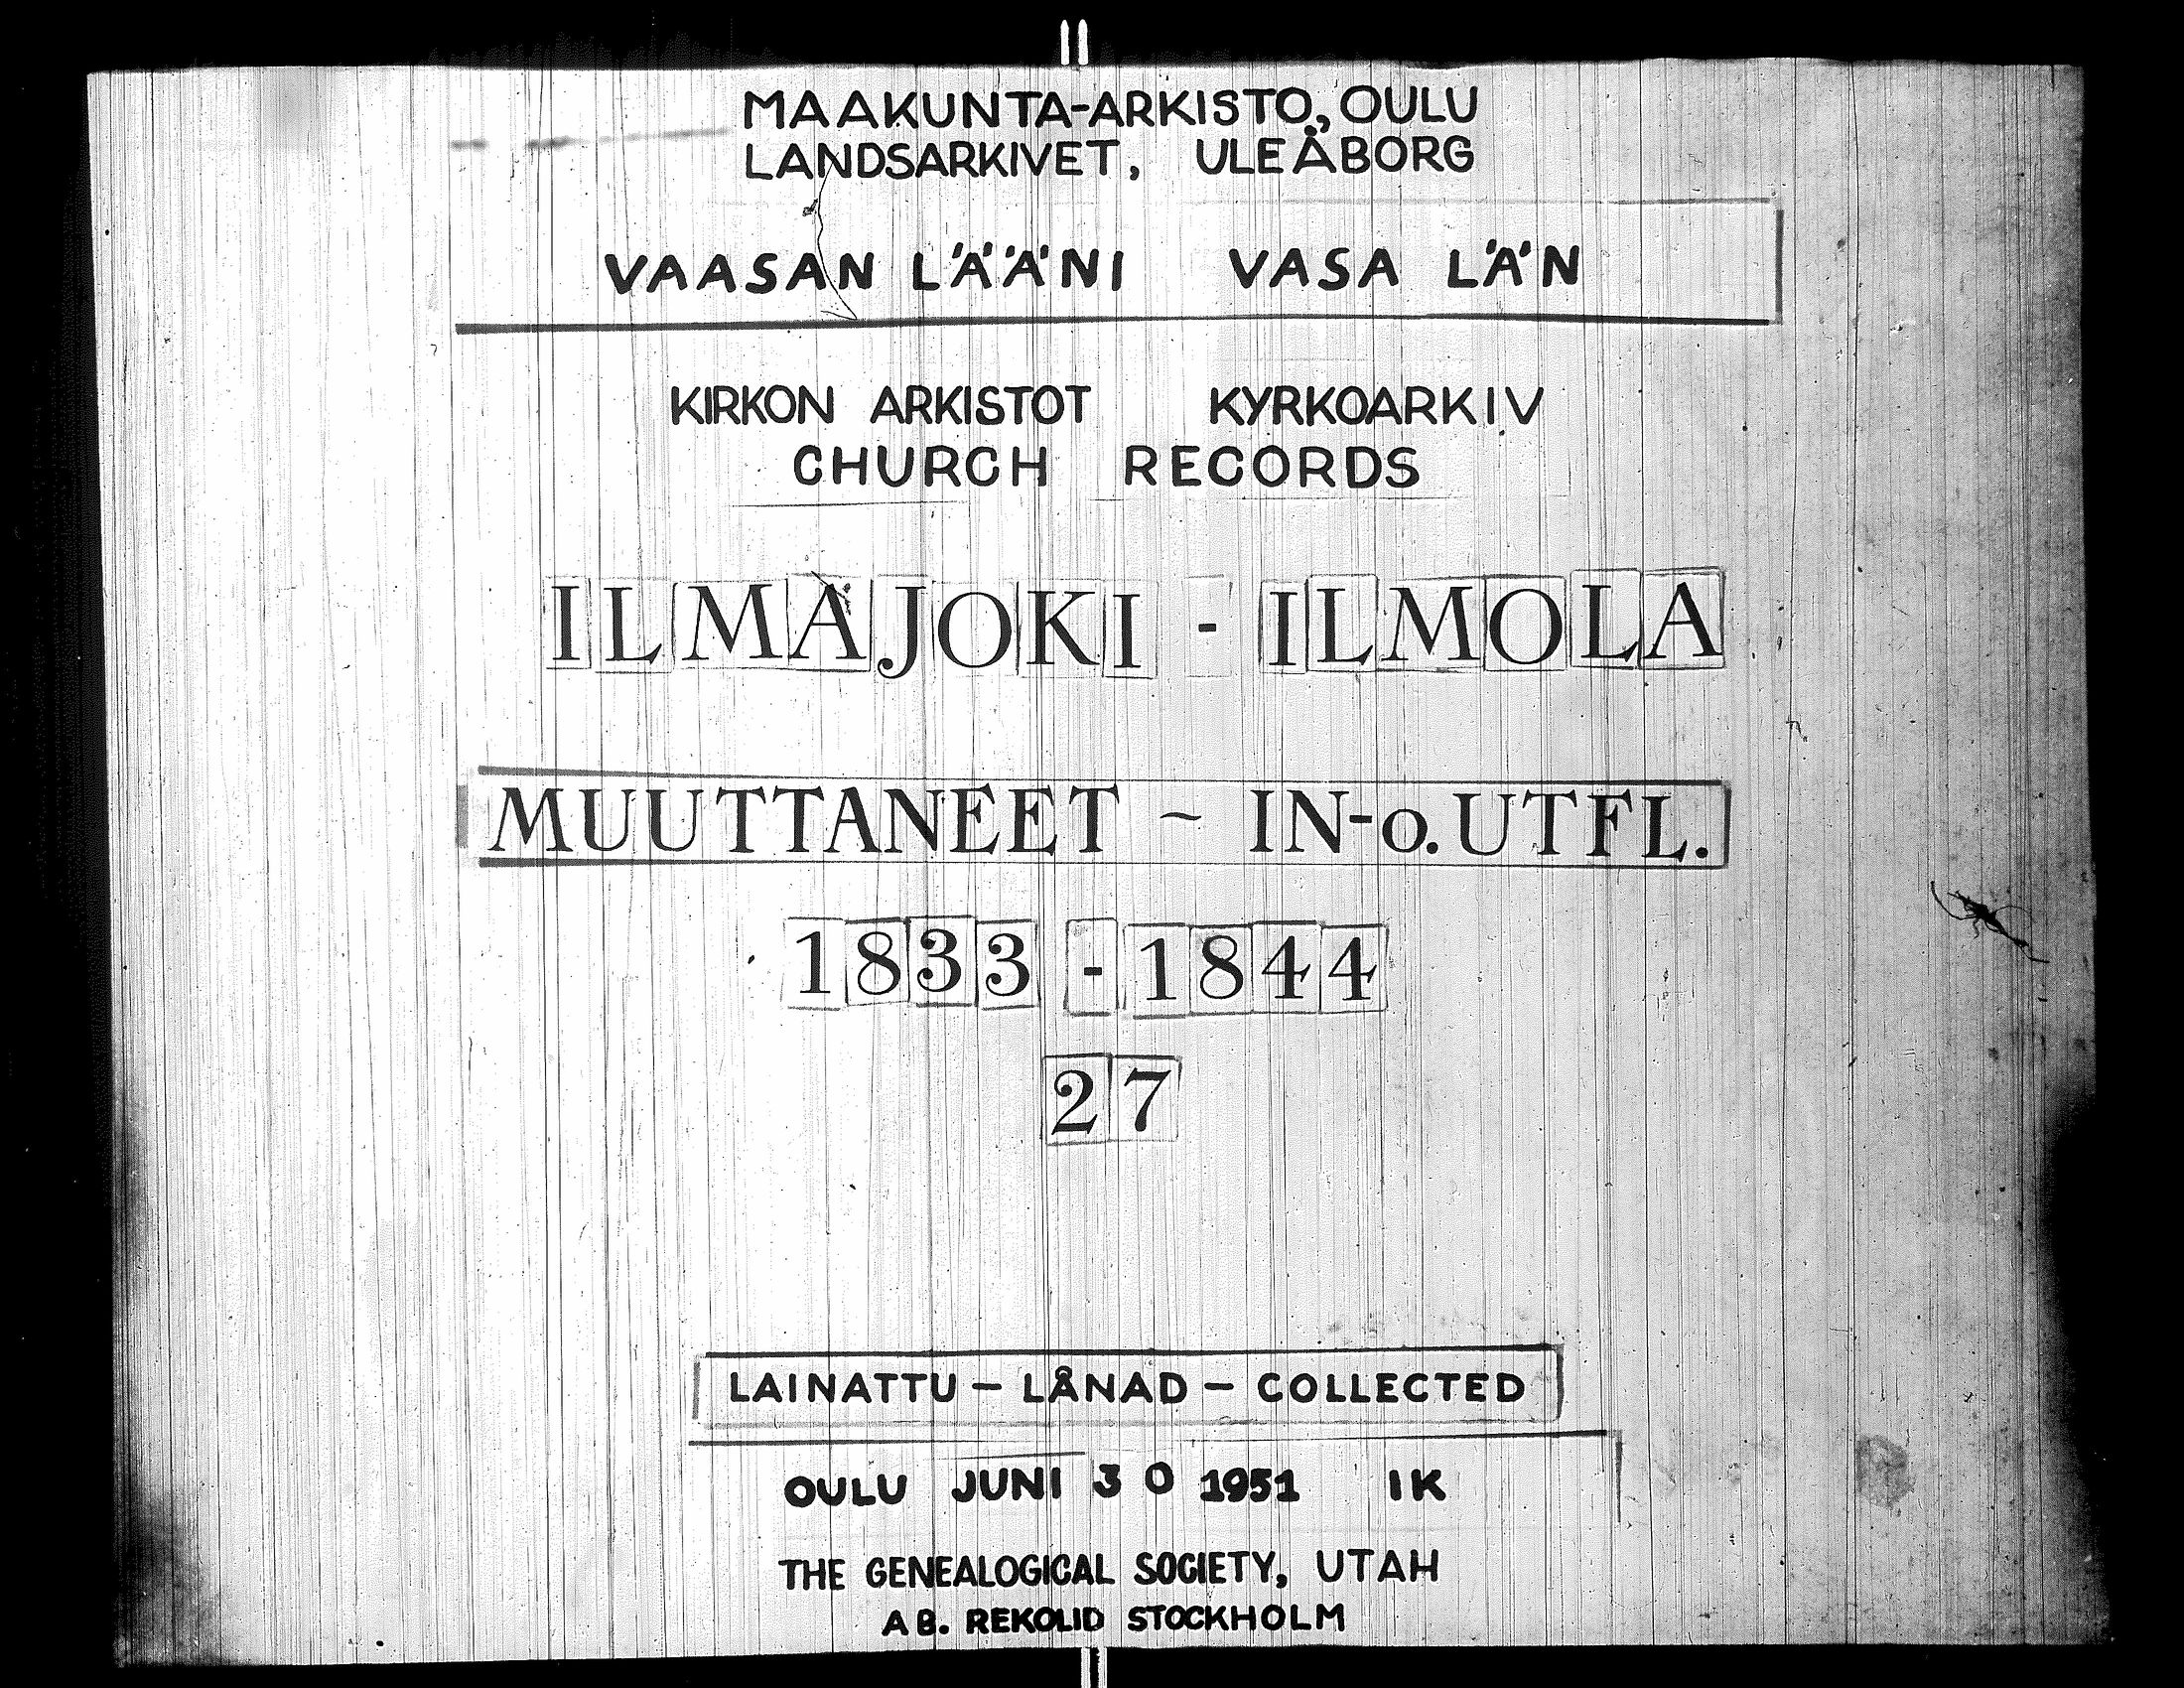 MAAKUNTA-ARKISTO, OULU
LANDSARKIVET, ULEÅBORG
VAASAN LÄÄNI VASA LÄN
KIRKON ARKISTOT KYRKOARKIV
CHURCH RECORDS
ILMAJOKI - ILMOLA
MUUTTANEET ~ IN-o. UTFL.
1833 - 1844
27
LAINATTU – LÅNAD – COLLECTED
OULU JUNI 30 1951 IK
THE GENEALOGICAL SOCIETY, UTAH
AB. REKOLID STOCKHOLM